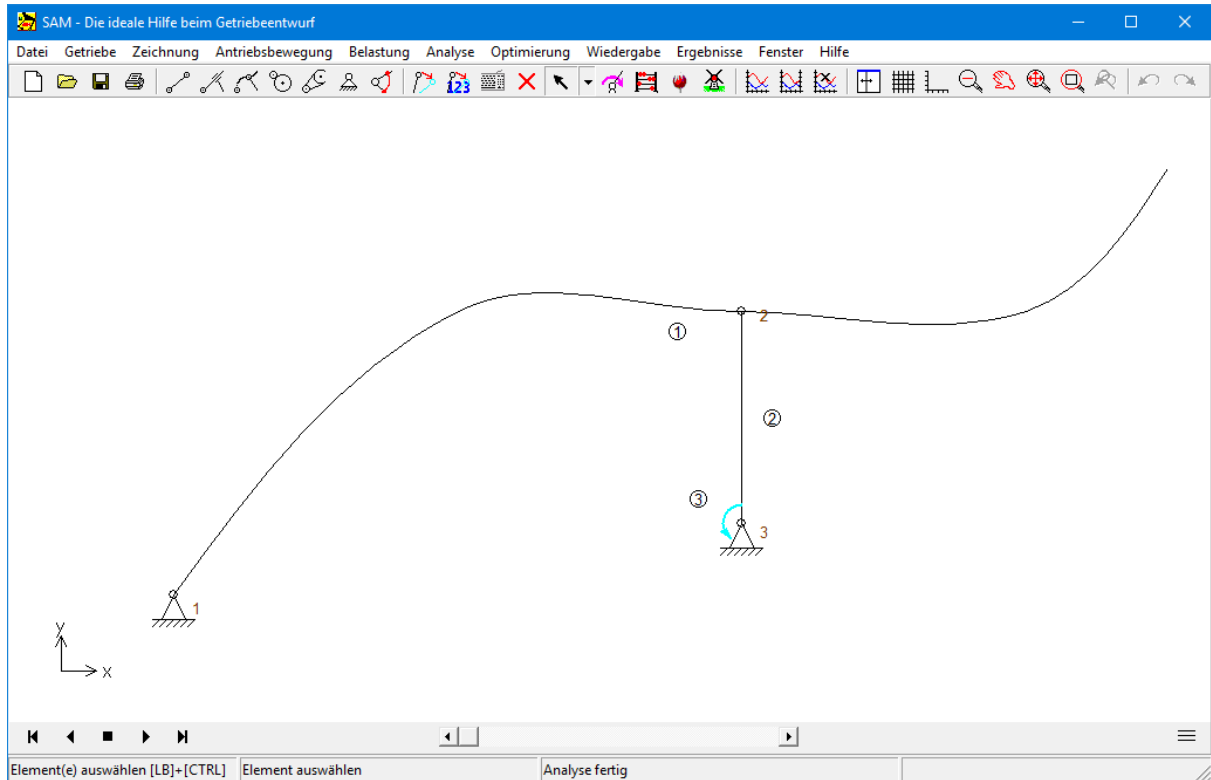 SAM - Die ideale Hilfe beim Getriebeentwurf
Datei Getriebe Zeichnung Antriebsbewegung Belastung Analyse Optimierung Wiedergabe Ergebnisse Fenster Hilfe
123
2
1
2
3
3
1
y
x
Element(e) auswählen [LB]+[CTRL] Element auswählen Analyse fertig